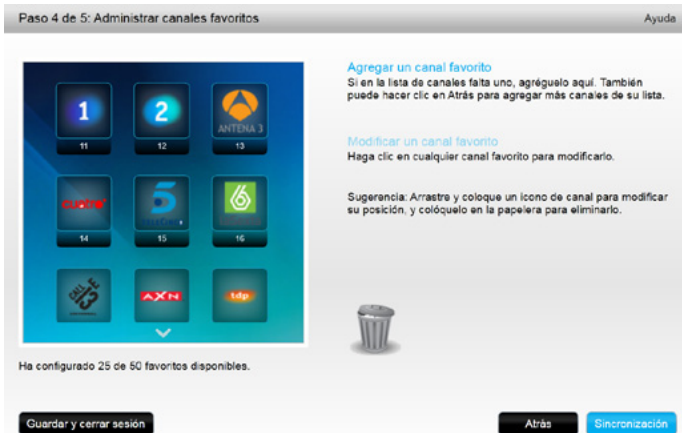 Paso 4 de 5: Administrar canales favoritos
Ayuda
Agregar un canal favorito
Si en la lista de canales falta uno, agréguelo aquí. También
puede hacer clic en Atrás para agregar más canales de su lista.
Modificar un canal favorito
Haga clic en cualquier canal favorito para modificarlo.
Sugerencia: Arrastre y coloque un icono de canal para modificar
su posición, y colóquelo en la papelera para eliminarlo.
1
2
ANTENA 3
11
12
13
cuatro
5
6
14
15
16
CALLE 13
AXN
tdp
Ha configurado 25 de 50 favoritos disponibles.
Guardar y cerrar sesión
Atrás
Sincronización